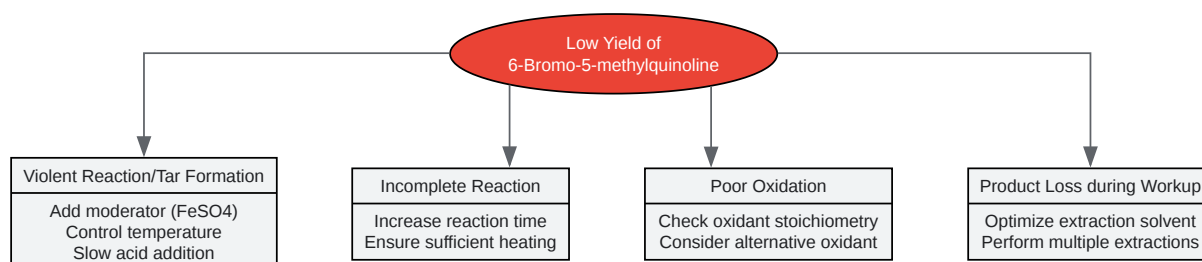 Low Yield of
6-Bromo-5-methylquinoline
Violent Reaction/Tar Formation
Add moderator (FeSO4)
Control temperature
Slow acid addition
Incomplete Reaction
Increase reaction time
Ensure sufficient heating
Poor Oxidation
Check oxidant stoichiometry
Consider alternative oxidant
Product Loss during Workup
Optimize extraction solvent
Perform multiple extractions